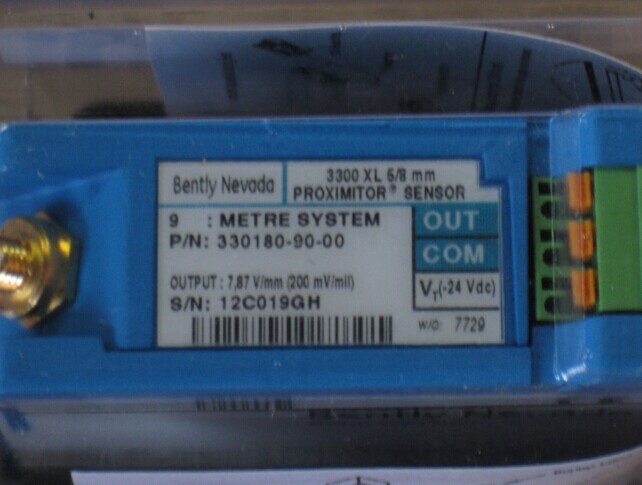 Bently Nevada
3300 XL 5/8 mm
PROXIMITOR® SENSOR
9 : METRE SYSTEM
P/N: 330180-90-00
OUT
COM
OUTPUT : 7,87 V/mm (200 mV/mil)
VT(-24 Vdc)
S/N: 12C019GH
W/O: 7729